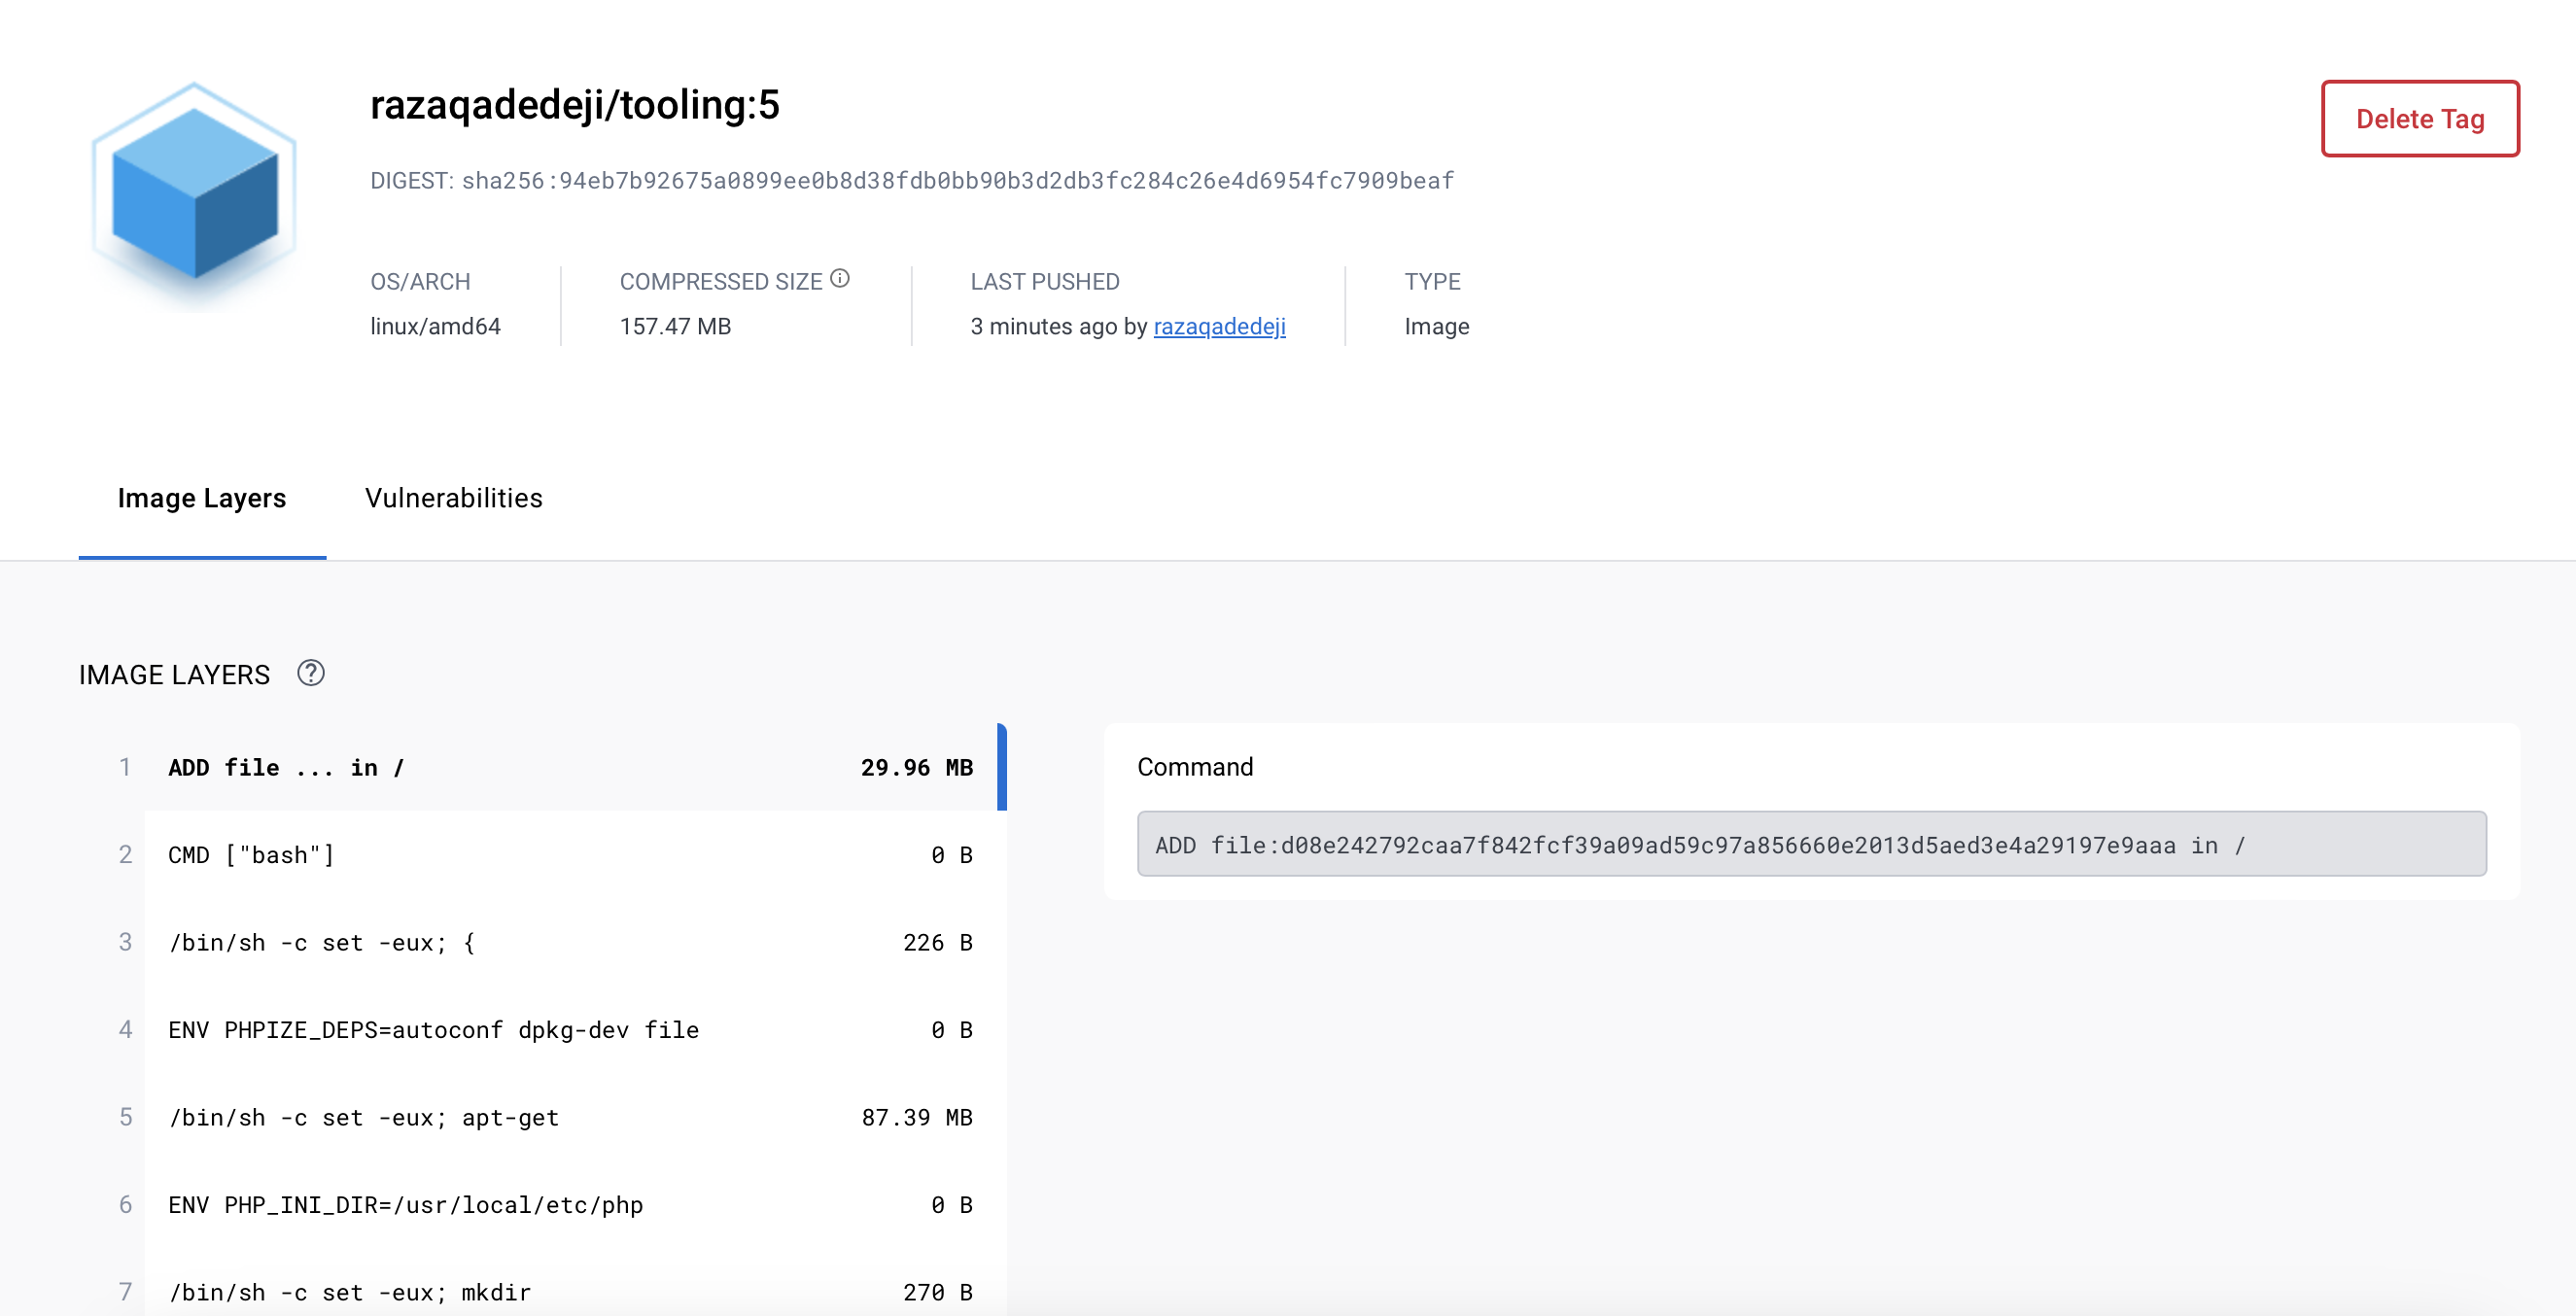 razaqadedeji/tooling:5
Delete Tag
DIGEST: sha256:94eb7b92675a0899ee0b8d38fdb0bb90b3d2db3fc284c26e4d6954fc7909beaf
OS/ARCH
linux/amd64
COMPRESSED SIZE
157.47 MB
LAST PUSHED
3 minutes ago by razaqadedeji
TYPE
Image
Image Layers
Vulnerabilities
IMAGE LAYERS
1 ADD file ... in / 29.96 MB
2 CMD ["bash"] 0 B
3 /bin/sh -c set -eux; { 226 B
4 ENV PHPIZE_DEPS=autoconf dpkg-dev file 0 B
5 /bin/sh -c set -eux; apt-get 87.39 MB
6 ENV PHP_INI_DIR=/usr/local/etc/php 0 B
7 /bin/sh -c set -eux; mkdir 270 B
Command
ADD file:d08e242792caa7f842fcf39a09ad59c97a856660e2013d5aed3e4a29197e9aaa in /